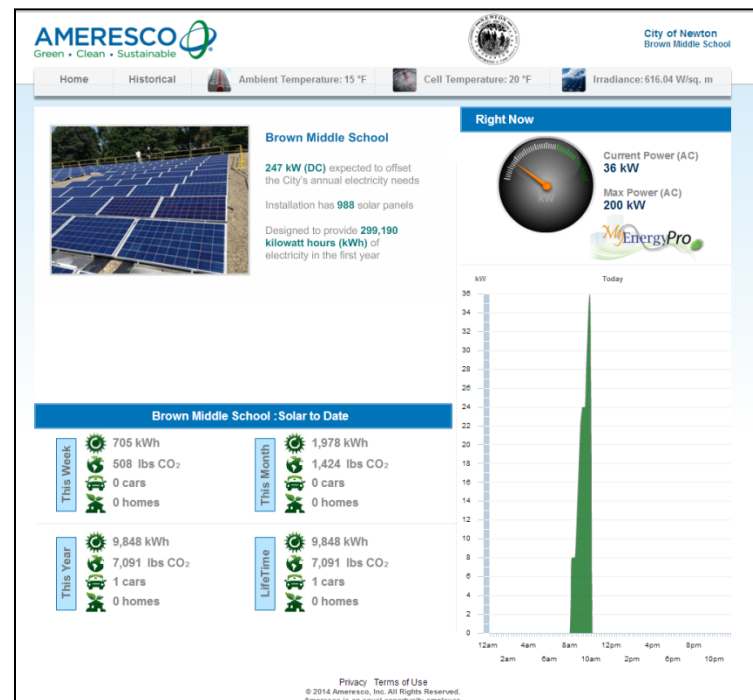 AMERESCO
Green • Clean • Sustainable
City of Newton
Brown Middle School
Home
Historical
Ambient Temperature: 15 °F
Cell Temperature: 20 °F
Irradiance: 616.04 W/sq. m
Brown Middle School
247 kW (DC) expected to offset
the City's annual electricity needs
Installation has 988 solar panels
Designed to provide 299,190
kilowatt hours (kWh) of
electricity in the first year
Right Now
kW
Current Power (AC)
36 kW
Max Power (AC)
200 kW
MyEnergyPro
kW
Today
36
34
32
30
28
26
24
22
20
18
16
14
12
10
8
6
4
2
0
12am 4am 8am 12pm 4pm 8pm
2am 6am 10am 2pm 6pm 10pm
Brown Middle School :Solar to Date
This Week
705 kWh
508 lbs CO₂
0 cars
0 homes
This Month
1,978 kWh
1,424 lbs CO₂
0 cars
0 homes
This Year
9,848 kWh
7,091 lbs CO₂
1 cars
0 homes
LifeTime
9,848 kWh
7,091 lbs CO₂
1 cars
0 homes
Privacy Terms of Use
© 2014 Ameresco, Inc. All Rights Reserved.
Ameresco is an equal opportunity employer